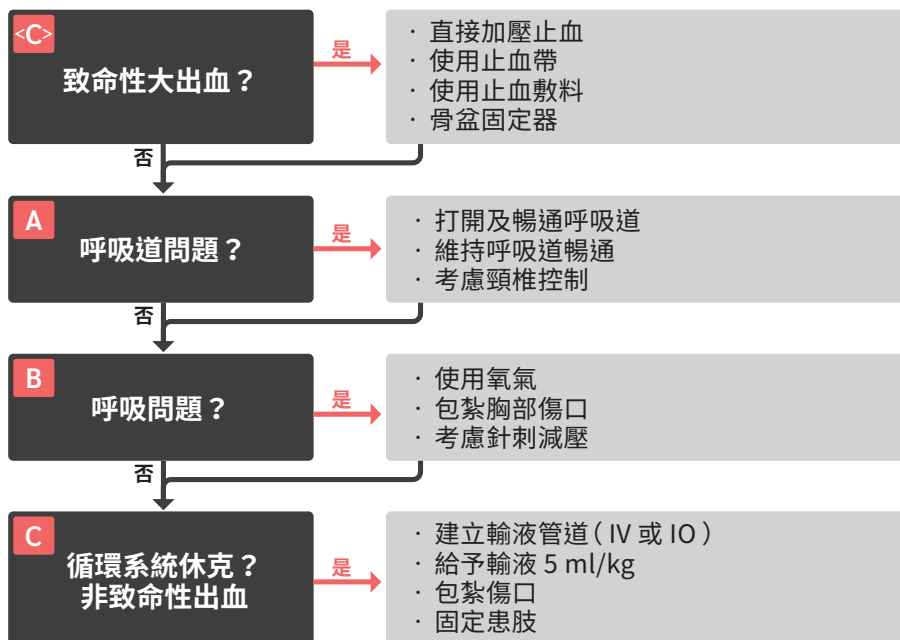 <C>
致命性大出血？
是
· 直接加壓止血
· 使用止血帶
· 使用止血敷料
· 骨盆固定器
否
A
呼吸道問題？
是
· 打開及暢通呼吸道
· 維持呼吸道暢通
· 考慮頸椎控制
否
B
呼吸問題？
是
· 使用氧氣
· 包紮胸部傷口
· 考慮針刺減壓
否
C
循環系統休克？
非致命性出血
是
· 建立輸液管道（IV 或 IO）
· 給予輸液 5 ml/kg
· 包紮傷口
· 固定患肢